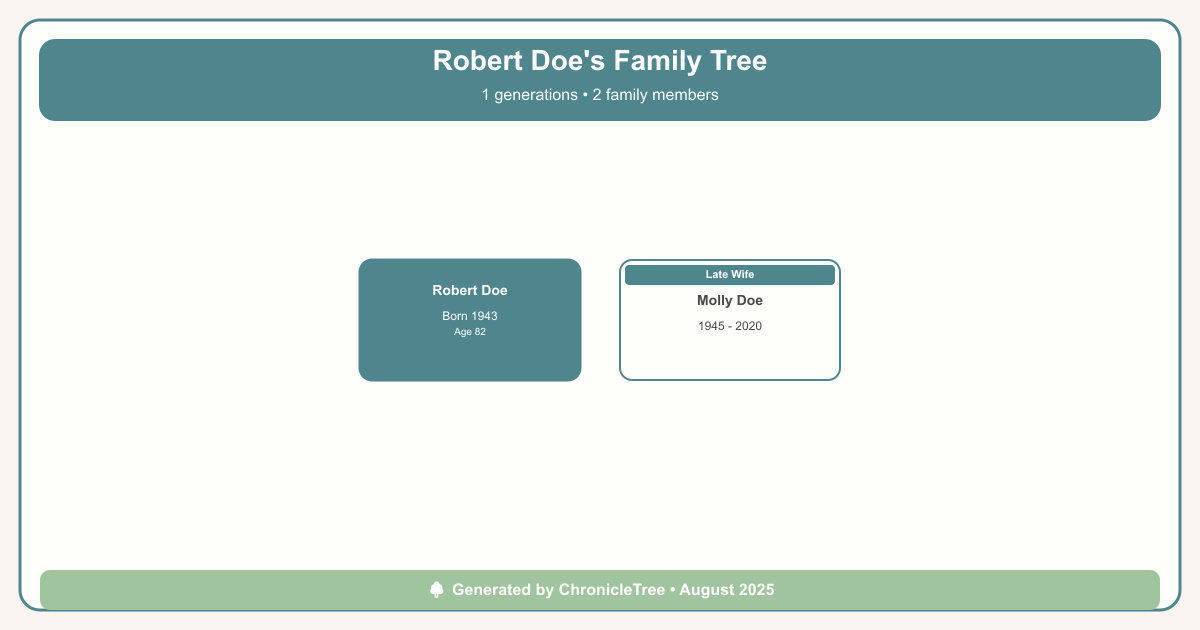 Robert Doe's Family Tree
1 generations • 2 family members
Robert Doe
Born 1943
Age 82
Late Wife
Molly Doe
1945 - 2020
Generated by ChronicleTree • August 2025